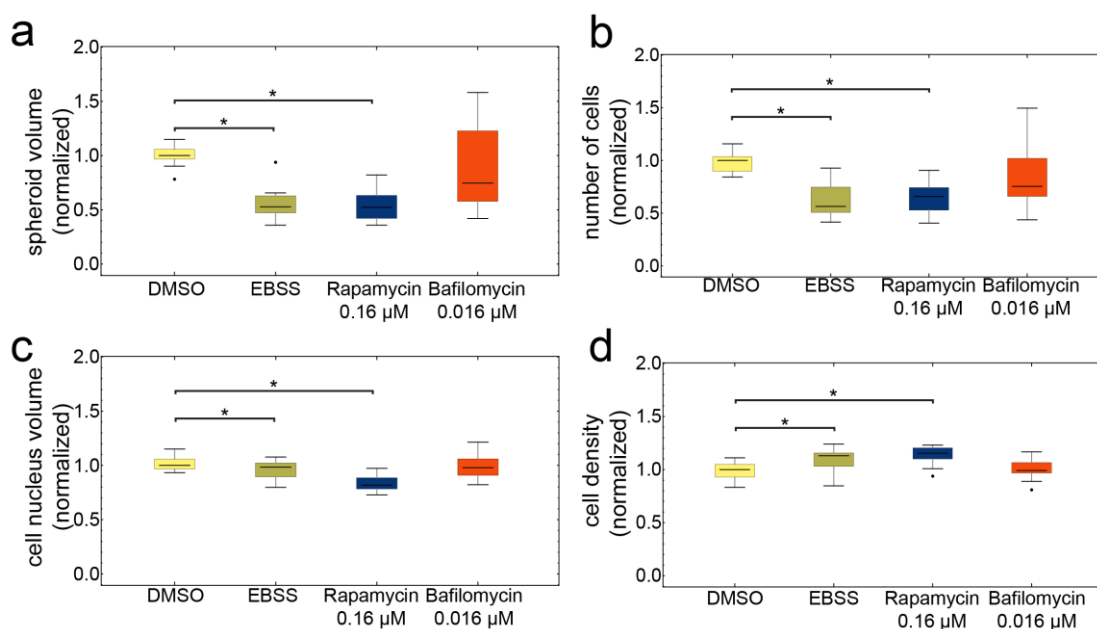 a
spheroid volume
(normalized)
2.0
1.5
1.0
0.5
0.0
*
*
DMSO EBSS Rapamycin Bafilomycin
0.16 μM 0.016 μM
b
number of cells
(normalized)
2.0
1.5
1.0
0.5
0.0
*
*
DMSO EBSS Rapamycin Bafilomycin
0.16 μM 0.016 μM
c
cell nucleus volume
(normalized)
2.0
1.5
1.0
0.5
0.0
*
*
DMSO EBSS Rapamycin Bafilomycin
0.16 μM 0.016 μM
d
cell density
(normalized)
2.0
1.5
1.0
0.5
0.0
*
*
DMSO EBSS Rapamycin Bafilomycin
0.16 μM 0.016 μM